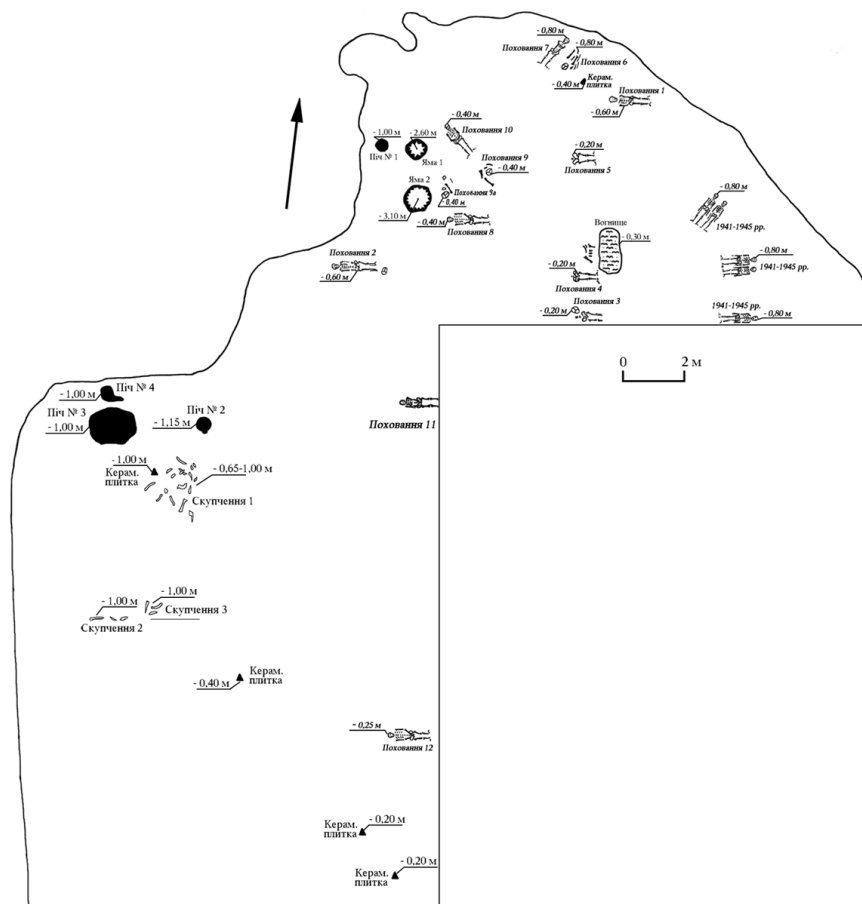 - 0,80 м
Поховання 7
- 0,80 м
Поховання 6
Керам.
плитка
- 0,40 м
Поховання 1
- 0,60 м
- 0,40 м
Поховання 10
- 1,00 м
Піч № 1
- 2,60 м
Яма 1
- 0,20 м
Поховання 5
Поховання 9
- 0,40 м
Яма 2
- 3,10 м
Поховання 9а
- 0,40 м
- 0,40 м
Поховання 8
- 0,80 м
1941-1945 рр.
Вогнище
- 0,30 м
Поховання 2
- 0,60 м
- 0,20 м
Поховання 4
- 0,80 м
1941-1945 рр.
Поховання 3
- 0,20 м
1941-1945 рр.
- 0,80 м
0 2 м
Піч № 4
- 1,00 м
Піч № 3
- 1,00 м
Піч № 2
- 1,15 м
Поховання 11
- 1,00 м
Керам.
плитка
- 0,65-1,00 м
Скупчення 1
- 1,00 м
Скупчення 2
- 1,00 м
Скупчення 3
Керам.
плитка
- 0,40 м
- 0,25 м
Поховання 12
- 0,20 м
Керам.
плитка
- 0,20 м
Керам.
плитка